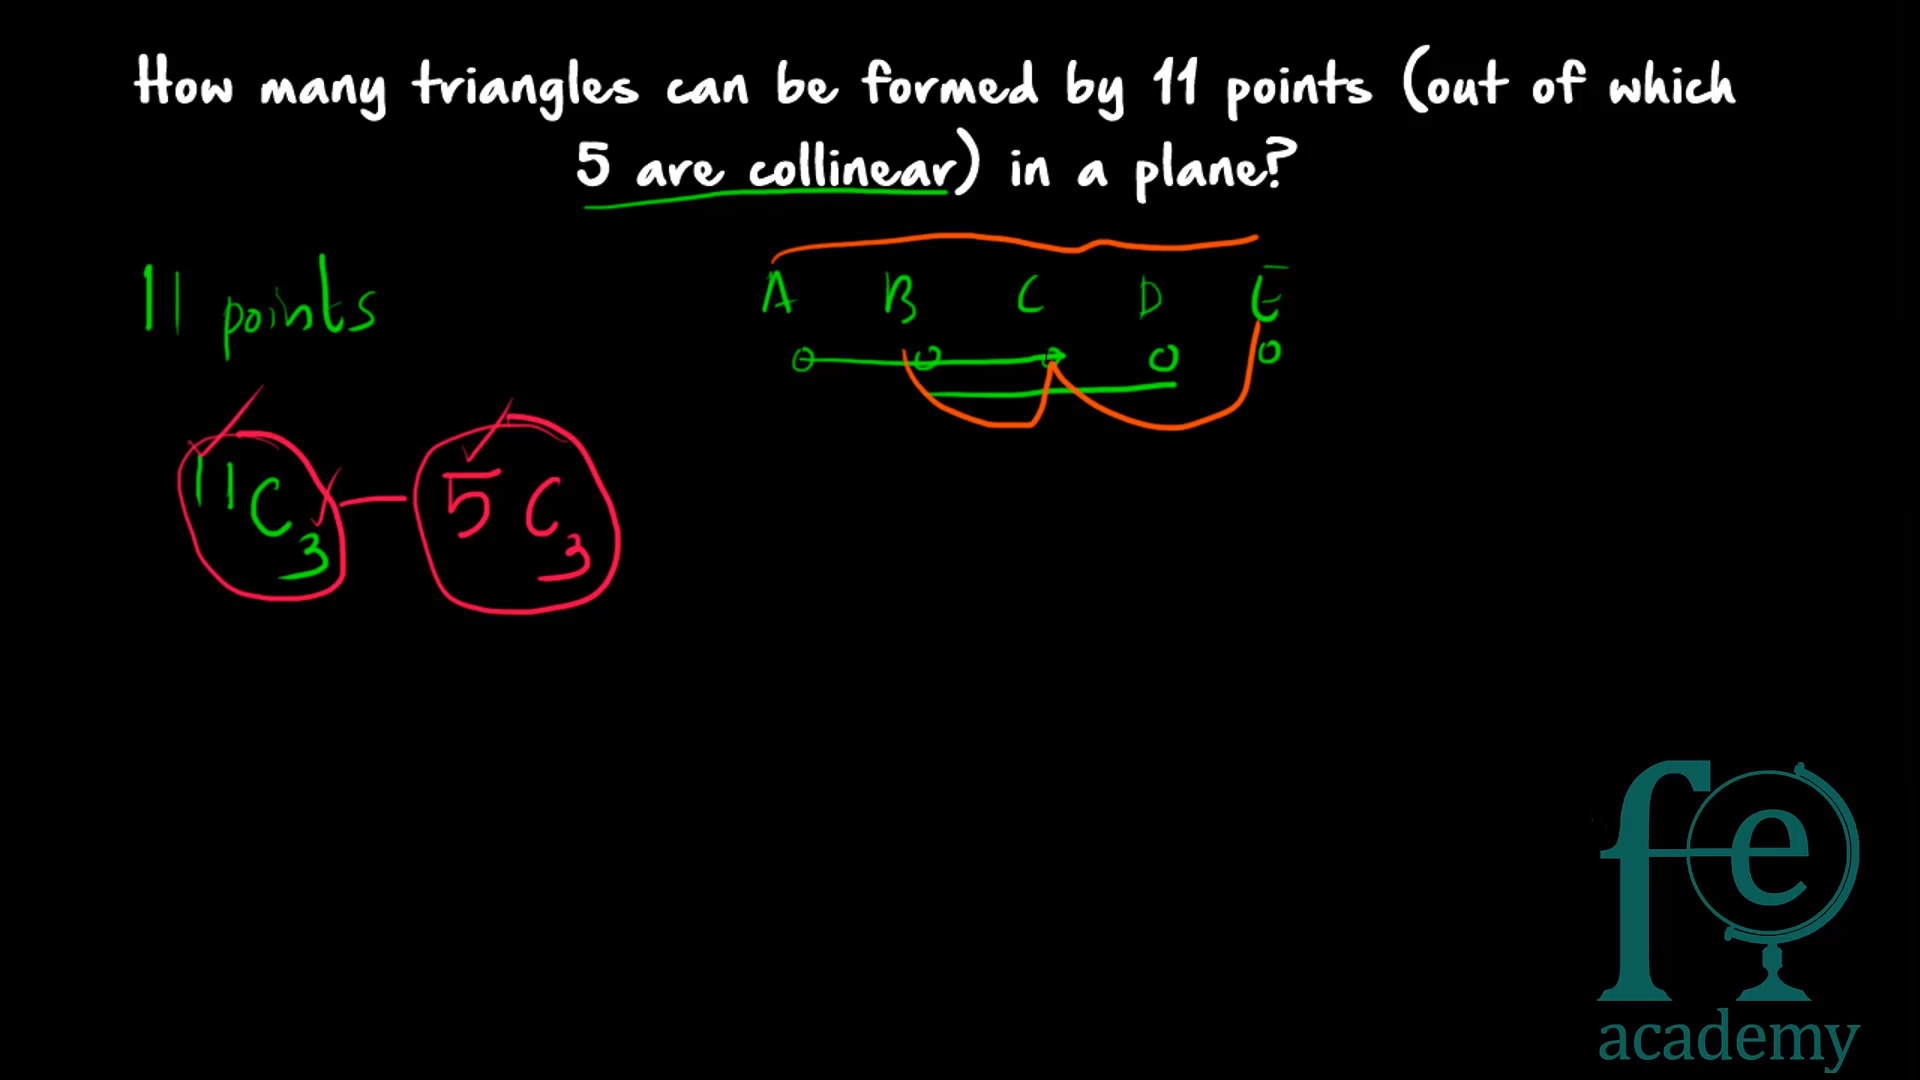 How many triangles can be formed by 11 points (out of which
5 are collinear) in a plane?
11 points
A B C D E
11C3 — 5C3
fe
academy